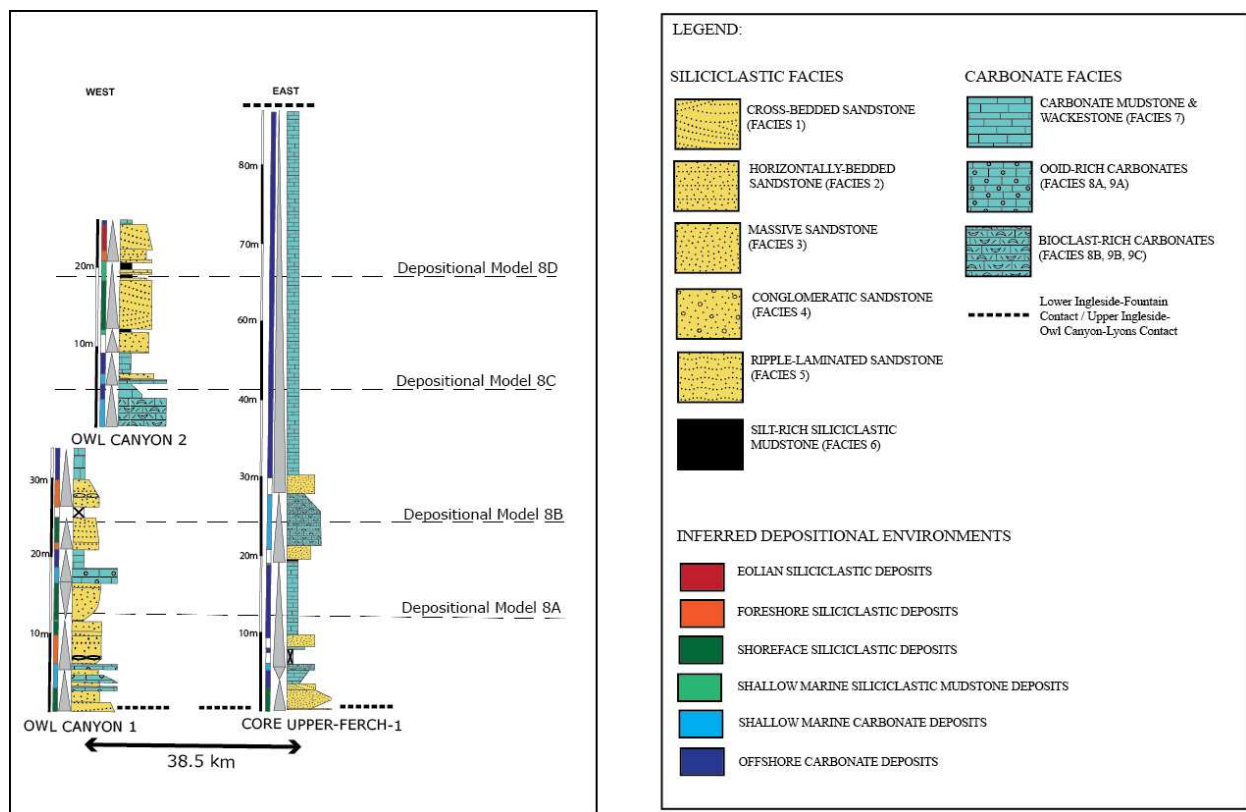 WEST
EAST
80m
70m
20m
Depositional Model 8D
60m
10m
50m
Depositional Model 8C
40m
OWL CANYON 2
30m
30m
Depositional Model 8B
20m
20m
Depositional Model 8A
10m
10m
OWL CANYON 1
CORE UPPER-FERCH-1
38.5 km
LEGEND:
SILICICLASTIC FACIES
CROSS-BEDDED SANDSTONE
(FACIES 1)
HORIZONTALLY-BEDDED
SANDSTONE (FACIES 2)
MASSIVE SANDSTONE
(FACIES 3)
CONGLOMERATIC SANDSTONE
(FACIES 4)
RIPPLE-LAMINATED SANDSTONE
(FACIES 5)
SILT-RICH SILICICLASTIC
MUDSTONE (FACIES 6)
CARBONATE FACIES
CARBONATE MUDSTONE &
WACKESTONE (FACIES 7)
OOID-RICH CARBONATES
(FACIES 8A, 9A)
BIOCLAST-RICH CARBONATES
(FACIES 8B, 9B, 9C)
Lower Ingleside-Fountain
Contact / Upper Ingleside-
Owl Canyon-Lyons Contact
INFERRED DEPOSITIONAL ENVIRONMENTS
EOLIAN SILICICLASTIC DEPOSITS
FORESHORE SILICICLASTIC DEPOSITS
SHOREFACE SILICICLASTIC DEPOSITS
SHALLOW MARINE SILICICLASTIC MUDSTONE DEPOSITS
SHALLOW MARINE CARBONATE DEPOSITS
OFFSHORE CARBONATE DEPOSITS